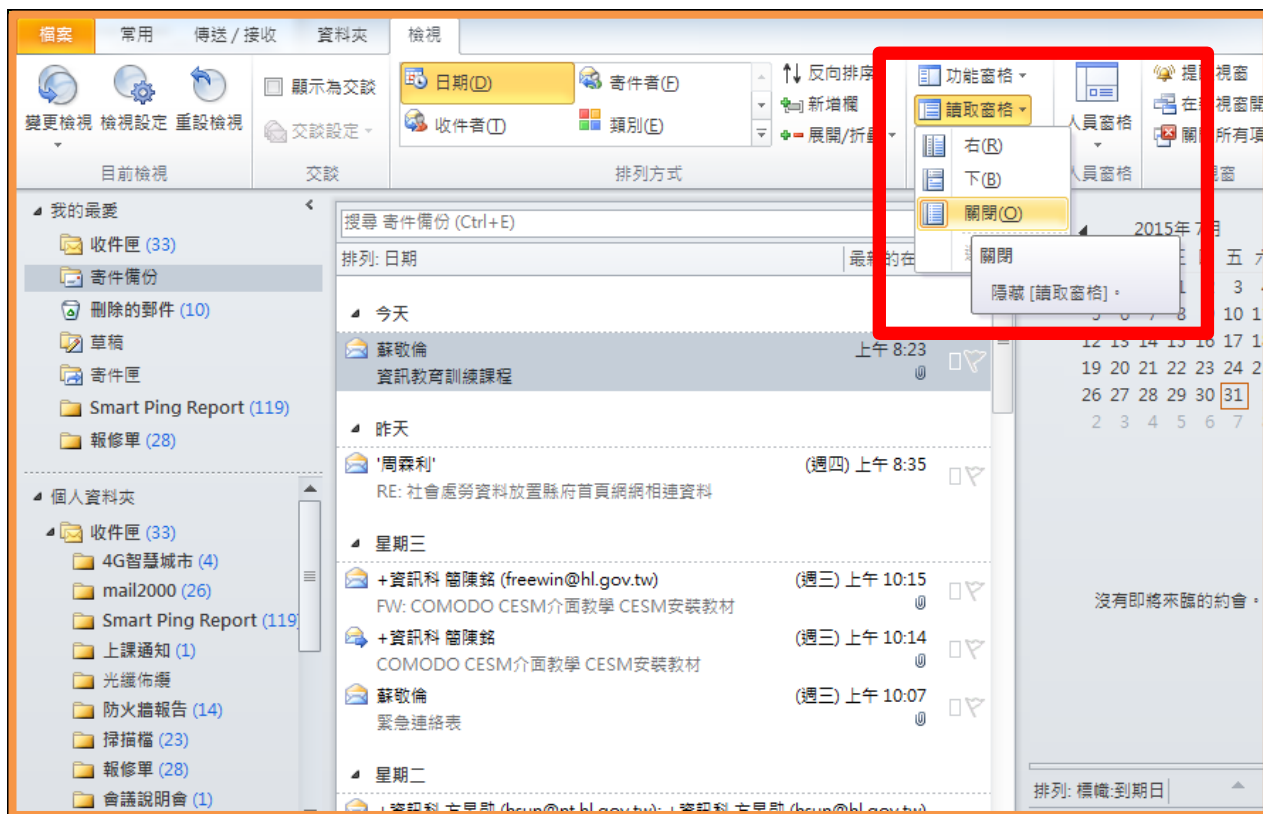 檔案 常用 傳送 / 接收 資料夾 檢視
變更檢視 檢視設定 重設檢視
目前檢視
顯示為交談
交談設定
交談
日期(D) 寄件者(F)
收件者(T) 類別(E)
排列方式
反向排序
新增欄
展開/折疊
功能窗格
讀取窗格
右(R)
下(B)
關閉(O)
關閉
隱藏 [讀取窗格]。
人員窗格
人員窗格
視窗
在 視窗開
所有項
我的最愛
收件匣 (33)
寄件備份
刪除的郵件 (10)
草稿
寄件匣
Smart Ping Report (119)
報修單 (28)
個人資料夾
收件匣 (33)
4G智慧城市 (4)
mail2000 (26)
Smart Ping Report (119
上課通知 (1)
光纖佈纜
防火牆報告 (14)
掃描檔 (23)
報修單 (28)
會議說明會 (1)
搜尋 寄件備份 (Ctrl+E)
排列: 日期 最新的在
今天
蘇敬倫 上午 8:23
資訊教育訓練課程
昨天
'周霖利' (週四) 上午 8:35
RE: 社會處勞資料放置縣府首頁網網相連資料
星期三
+資訊科 簡陳銘 (freewin@hl.gov.tw) (週三) 上午 10:15
FW: COMODO CESM介面教學 CESM安裝教材
+資訊科 簡陳銘 (週三) 上午 10:14
COMODO CESM介面教學 CESM安裝教材
蘇敬倫 (週三) 上午 10:07
緊急連絡表
星期二
2015年 7月
五
3
10
12 13 14 15 16 17
19 20 21 22 23 24
26 27 28 29 30 31
2 3 4 5 6 7
沒有即將來臨的約會。
排列: 標幟:到期日